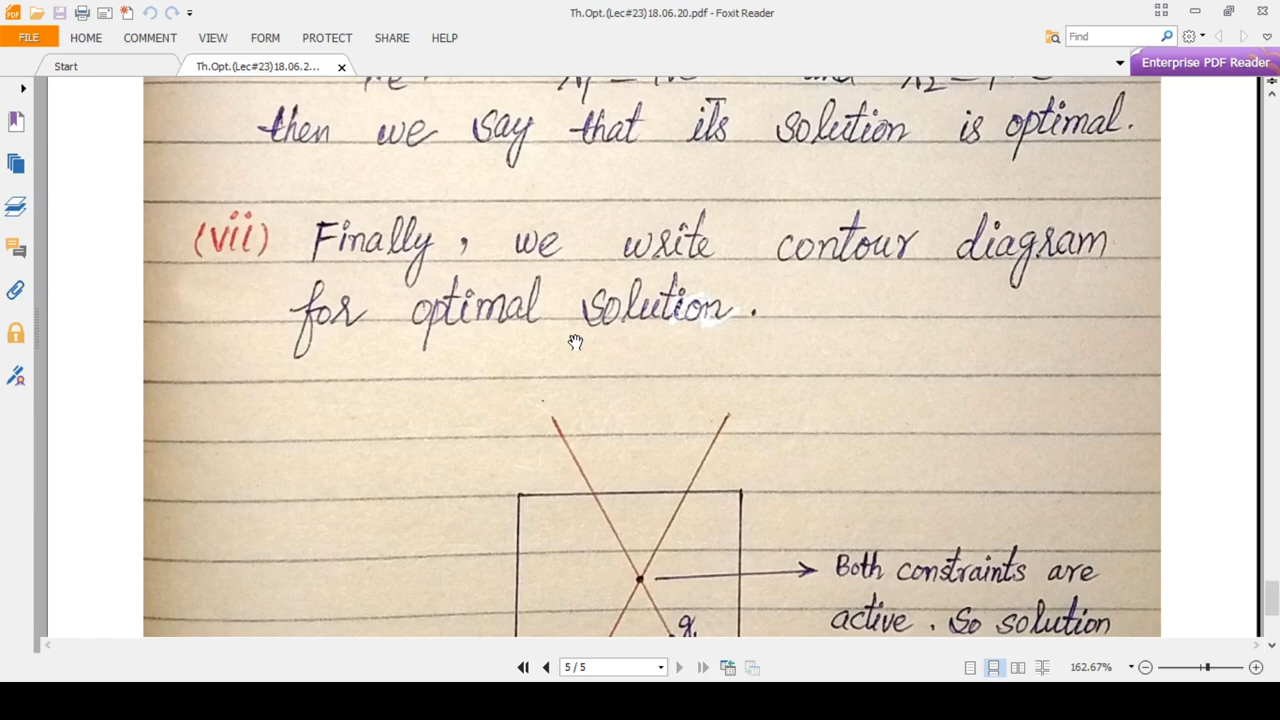 Th.Opt.(Lec#23)18.06.20.pdf - Foxit Reader
FILE HOME COMMENT VIEW FORM PROTECT SHARE HELP
Find
Start
Th.Opt.(Lec#23)18.06.2...
Enterprise PDF Reader
then we say that its solution is optimal.
(vii) Finally, we write contour diagram
for optimal solution.
Both constraints are
active. So solution
5 / 5
162.67%